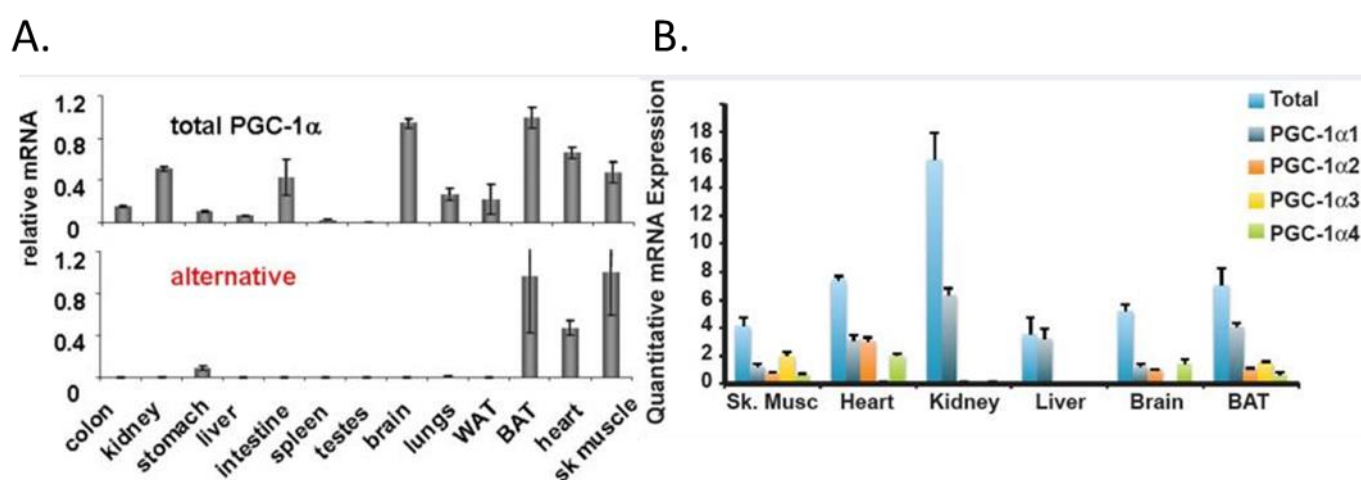 A.
B.
relative mRNA
1.2
0.8
0.4
0
total PGC-1α
1.2
0.8
0.4
0
alternative
colon
kidney
stomach
liver
intestine
spleen
testes
brain
lungs
WAT
BAT
heart
sk muscle
Quantitative mRNA Expression
18
16
14
12
10
8
6
4
2
0
Sk. Musc
Heart
Kidney
Liver
Brain
BAT
Total
PGC-1α1
PGC-1α2
PGC-1α3
PGC-1α4